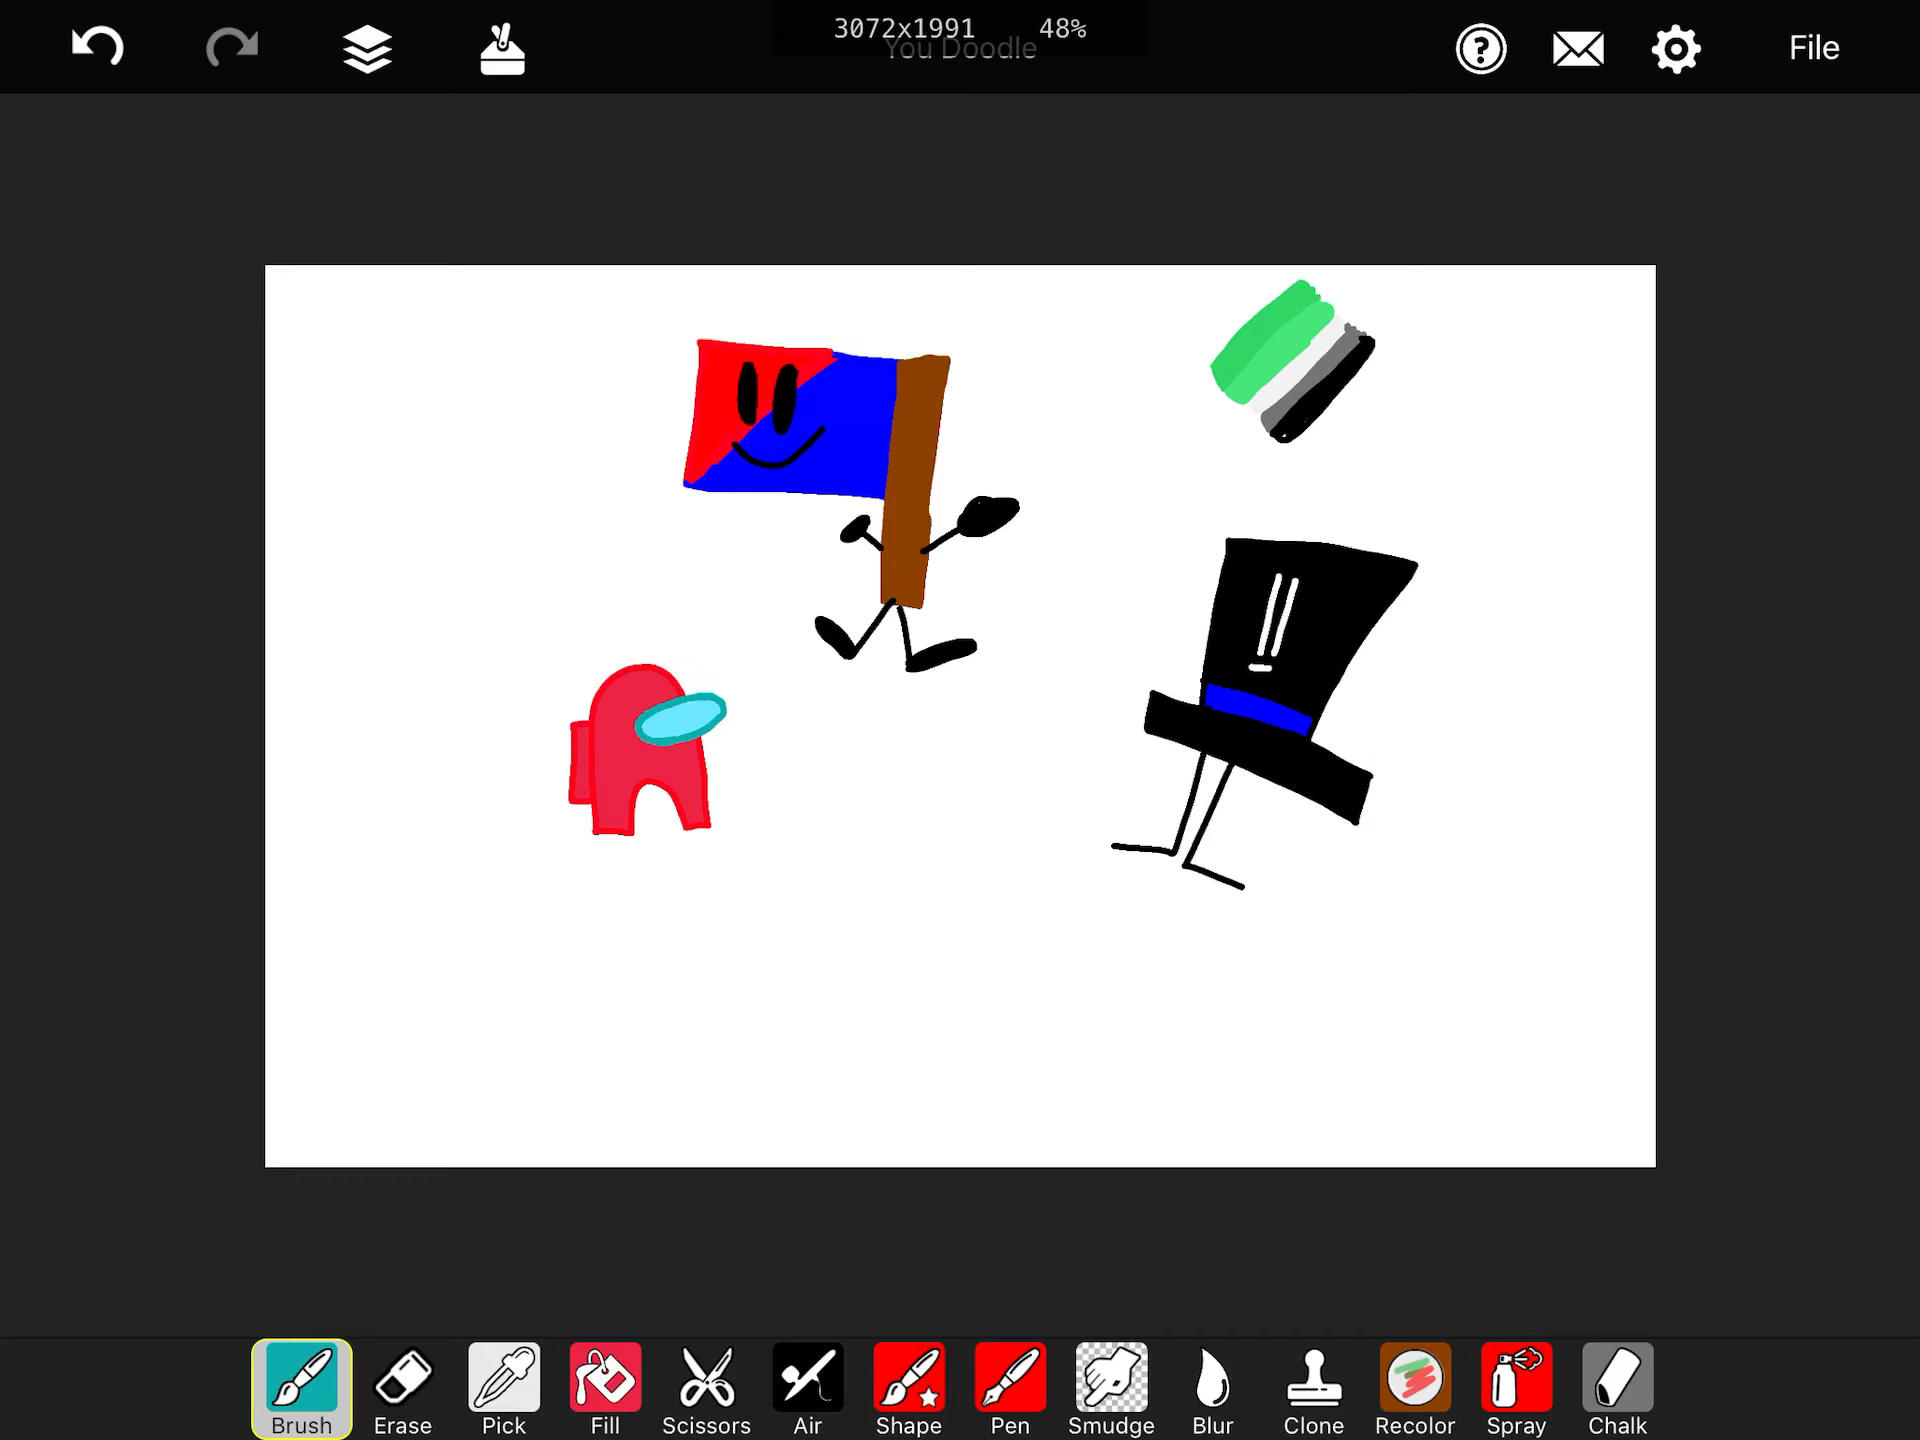 3072x1991 48%
You Doodle
File
Brush Erase Pick Fill Scissors Air Shape Pen Smudge Blur Clone Recolor Spray Chalk